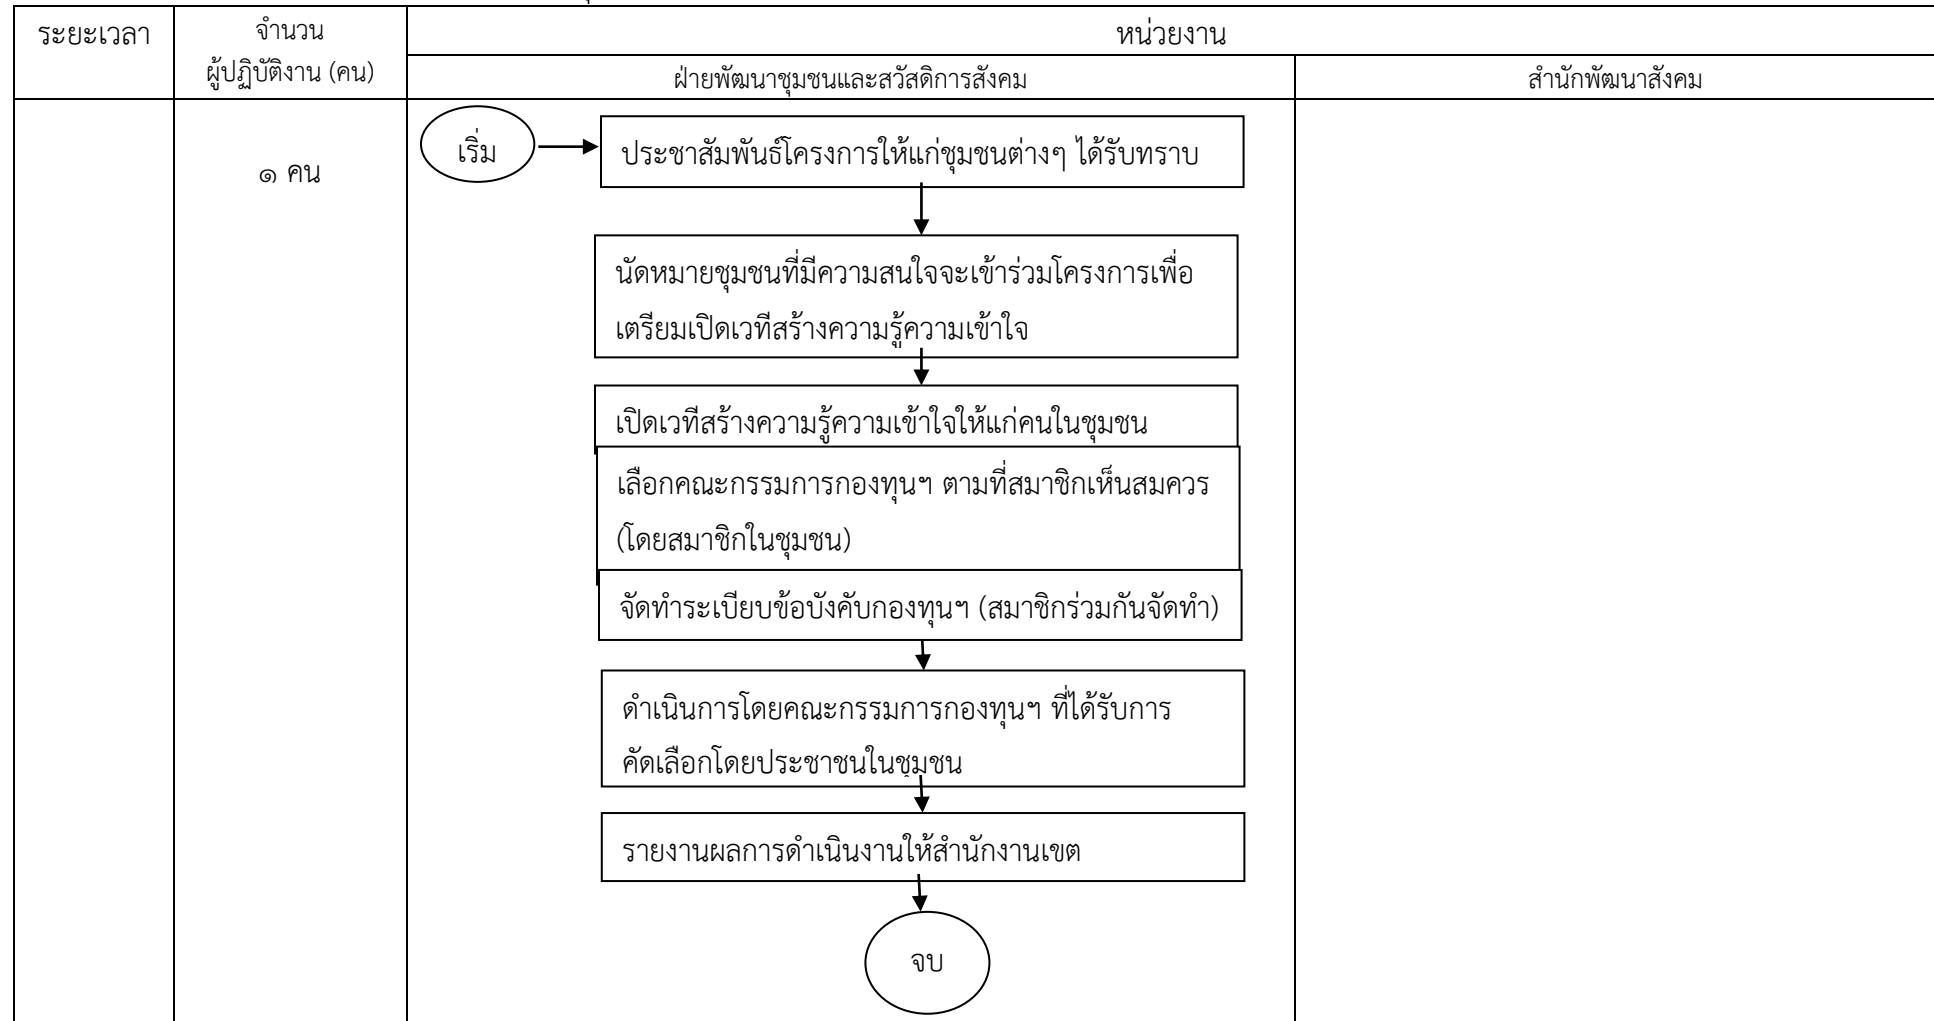 ระยะเวลา
จำนวน
ผู้ปฏิบัติงาน (คน)
หน่วยงาน
ฝ่ายพัฒนาชุมชนและสวัสดิการสังคม
สำนักพัฒนาสังคม
๑ คน
เริ่ม
ประชาสัมพันธ์โครงการให้แก่ชุมชนต่างๆ ได้รับทราบ
นัดหมายชุมชนที่มีความสนใจจะเข้าร่วมโครงการเพื่อ
เตรียมเปิดเวทีสร้างความรู้ความเข้าใจ
เปิดเวทีสร้างความรู้ความเข้าใจให้แก่คนในชุมชน
เลือกคณะกรรมการกองทุนฯ ตามที่สมาชิกเห็นสมควร
(โดยสมาชิกในชุมชน)
จัดทำระเบียบข้อบังคับกองทุนฯ (สมาชิกร่วมกันจัดทำ)
ดำเนินการโดยคณะกรรมการกองทุนฯ ที่ได้รับการ
คัดเลือกโดยประชาชนในชุมชน
รายงานผลการดำเนินงานให้สำนักงานเขต
จบ